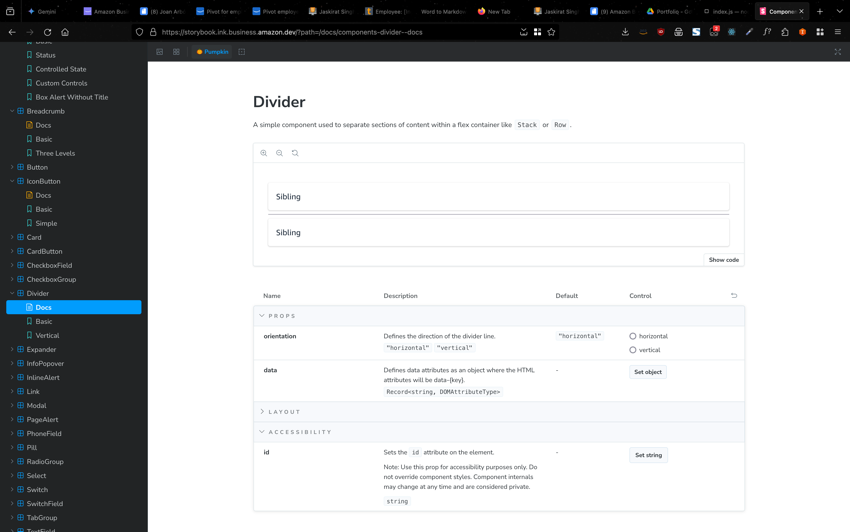 Gemini
Amazon Bus
(8) Joan Arm
Pivot for en
Pivot employ
Jaskirat Sing
Employee: [
Word to Markdow
New Tab
Jaskirat Sin
(9) Amazon
Portfolio - G
index.js — d
Compone
https://storybook.ink.business.amazon.dev/?path=/docs/components-divider--docs
Status
Controlled State
Custom Controls
Box Alert Without Title
Breadcrumb
Docs
Basic
Three Levels
Button
IconButton
Docs
Basic
Simple
Card
CardButton
CheckboxField
CheckboxGroup
Divider
Docs
Basic
Vertical
Expander
InfoPopover
InlineAlert
Link
Modal
PageAlert
PhoneField
Pill
RadioGroup
Select
Switch
SwitchField
TabGroup
Pumpkin
Divider
A simple component used to separate sections of content within a flex container like Stack or Row .
Sibling
Sibling
Show code
Name Description Default Control
PROPS
orientation
Defines the direction of the divider line.
"horizontal" "vertical"
"horizontal"
horizontal
vertical
data
Defines data attributes as an object where the HTML
attributes will be data-{key}.
Record<string, DOMAttributeType>
-
Set object
LAYOUT
ACCESSIBILITY
id
Sets the id attribute on the element.
Note: Use this prop for accessibility purposes only. Do
not override component styles. Component internals
may change at any time and are considered private.
string
-
Set string